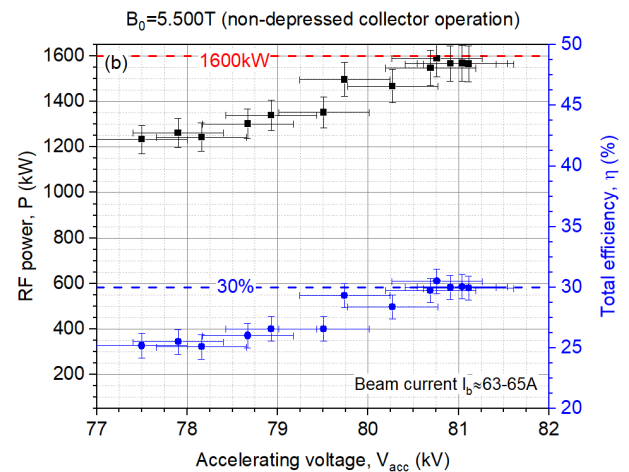 B₀=5.500T (non-depressed collector operation)
(b)
1600kW
30%
Beam current I_b≈63-65A
RF power, P (kW)
1600
1400
1200
1000
800
600
400
200
Total efficiency, η (%)
50
45
40
35
30
25
20
77 78 79 80 81 82
Accelerating voltage, V_acc (kV)